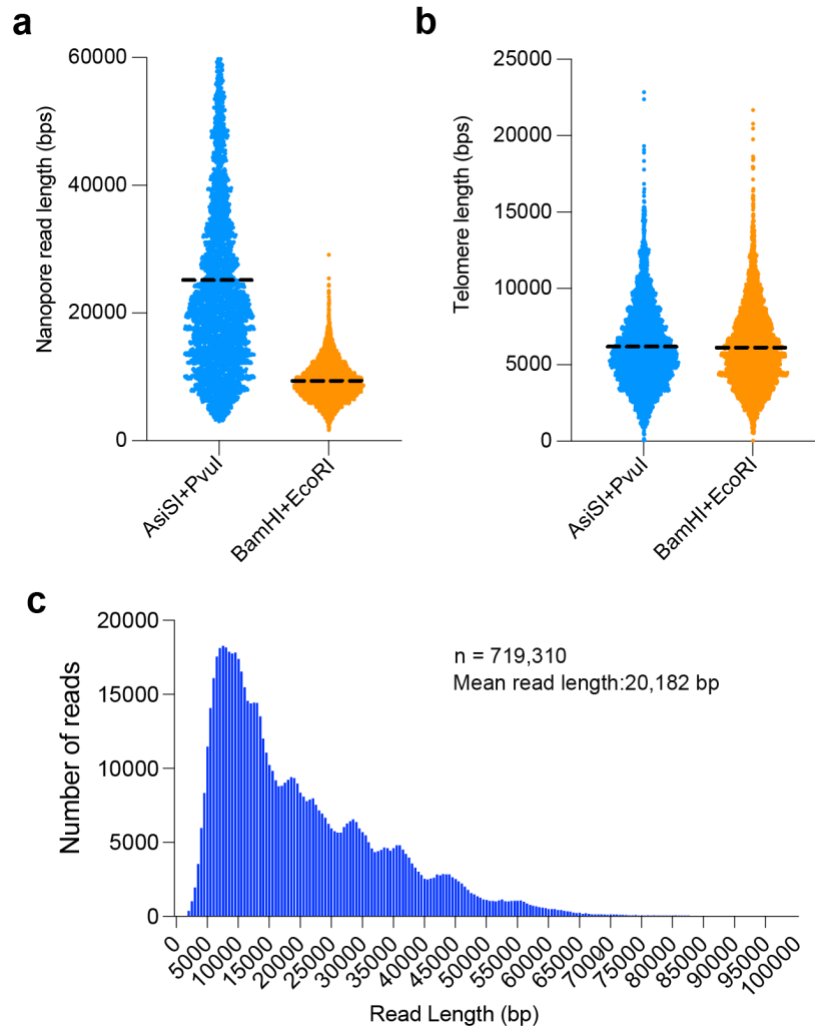 a
Nanopore read length (bps)
60000
40000
20000
0
AsiSI+PvuI
BamHI+EcoRI
b
Telomere length (bps)
25000
20000
15000
10000
5000
0
AsiSI+PvuI
BamHI+EcoRI
c
Number of reads
20000
15000
10000
5000
0
n = 719,310
Mean read length:20,182 bp
0
5000
10000
15000
20000
25000
30000
35000
40000
45000
50000
55000
60000
65000
70000
75000
80000
85000
90000
95000
100000
Read Length (bp)